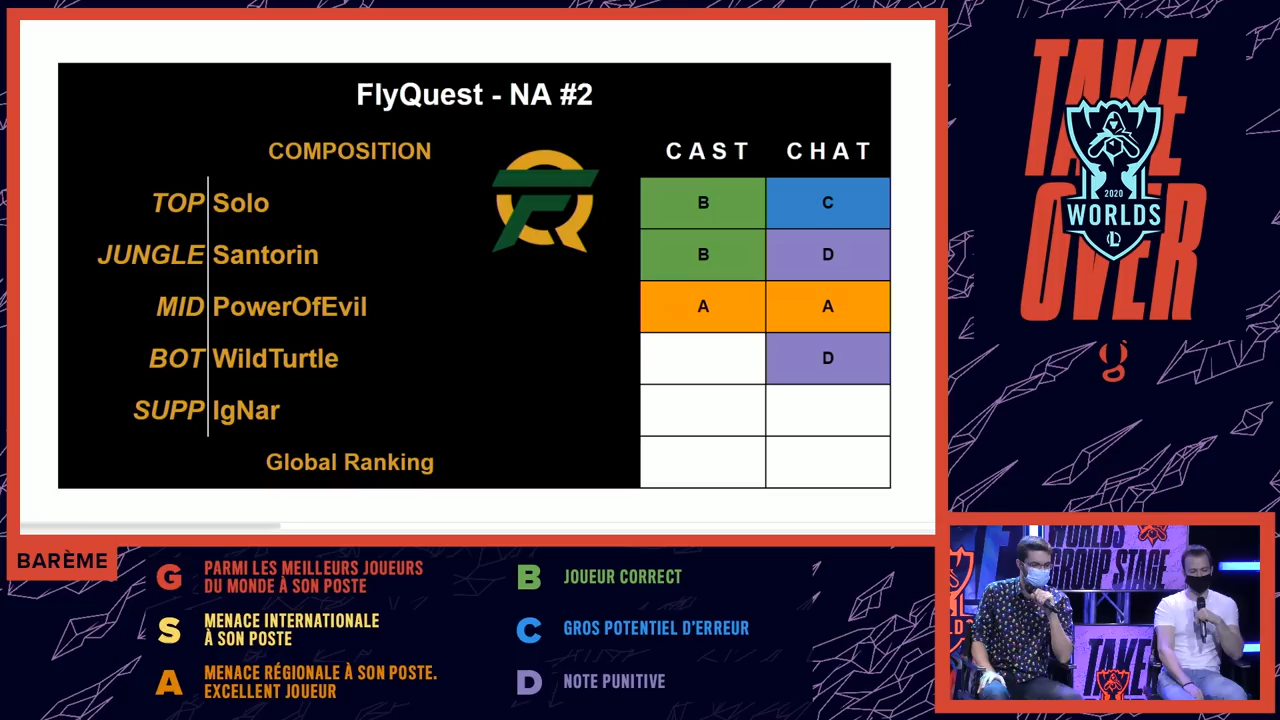 FlyQuest - NA #2
COMPOSITION
CAST CHAT
TOP Solo B C
JUNGLE Santorin B D
MID PowerOfEvil A A
BOT WildTurtle D
SUPP IgNar
Global Ranking
TAKE
OVER
2020
WORLDS
BARÈME
G PARMI LES MEILLEURS JOUEURS
DU MONDE À SON POSTE
S MENACE INTERNATIONALE
À SON POSTE
A MENACE RÉGIONALE À SON POSTE.
EXCELLENT JOUEUR
B JOUEUR CORRECT
C GROS POTENTIEL D'ERREUR
D NOTE PUNITIVE
WORLDS
GROUP STAGE
TAKE